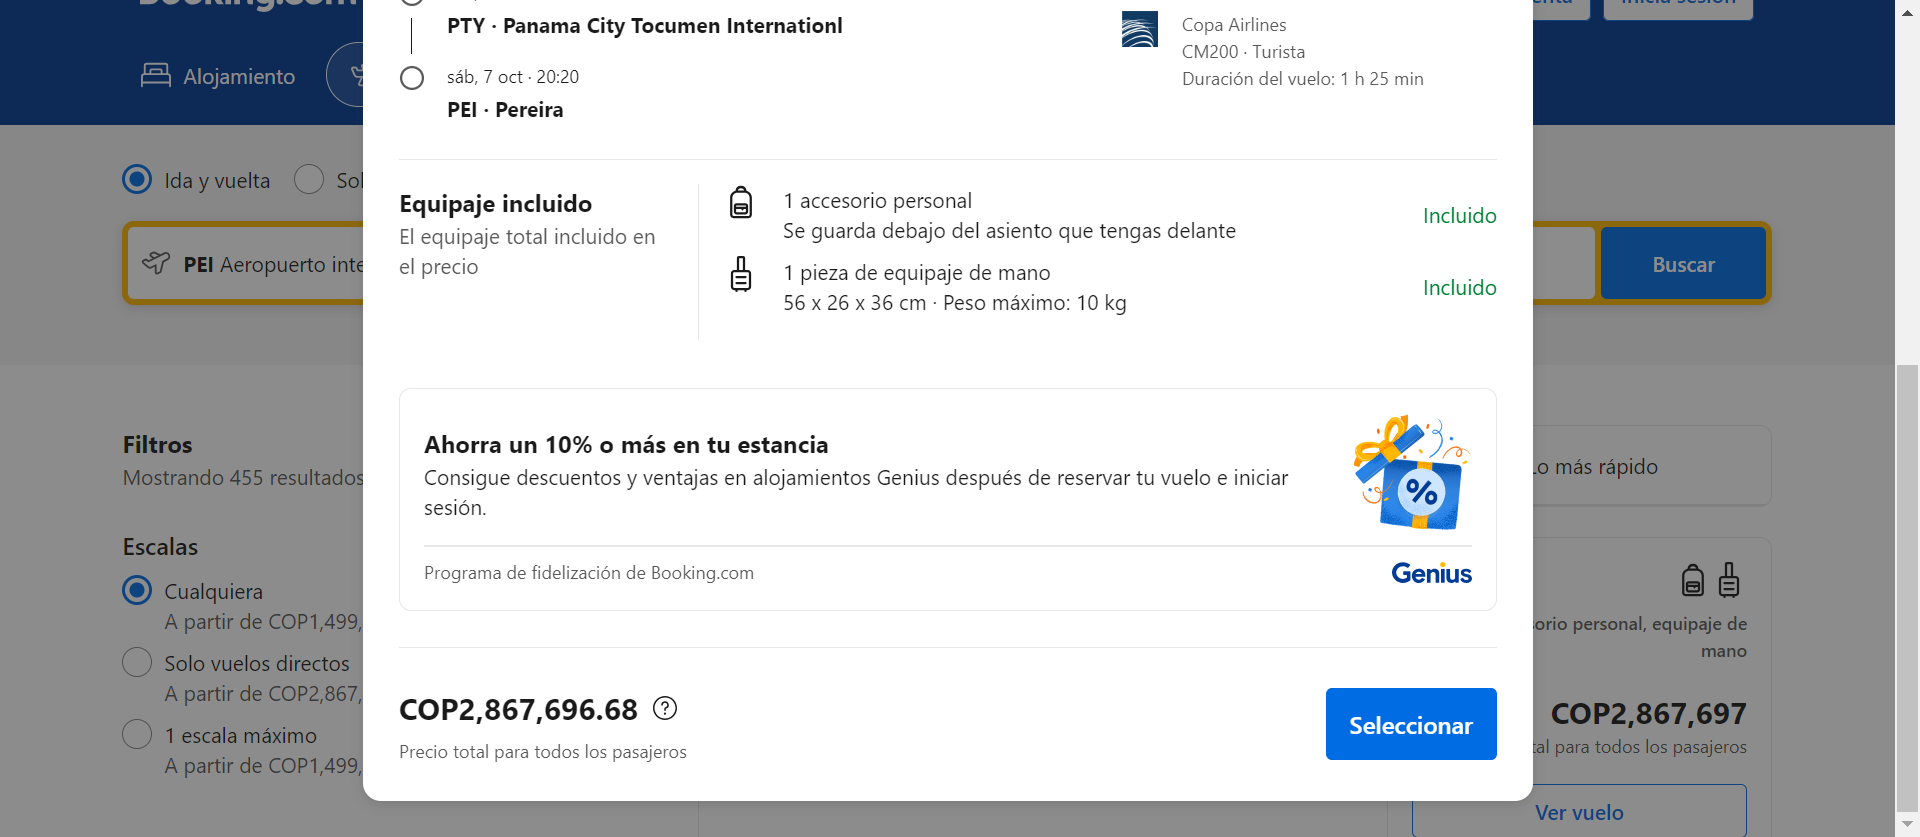 Booking.com
Alojamiento
PTY · Panama City Tocumen Internationl
Copa Airlines
CM200 · Turista
Duración del vuelo: 1 h 25 min
sáb, 7 oct · 20:20
PEI · Pereira
Ida y vuelta
PEI Aeropuerto
Buscar
Equipaje incluido
El equipaje total incluido en
el precio
1 accesorio personal
Se guarda debajo del asiento que tengas delante
Incluido
1 pieza de equipaje de mano
56 x 26 x 36 cm · Peso máximo: 10 kg
Incluido
Ahorra un 10% o más en tu estancia
Consigue descuentos y ventajas en alojamientos Genius después de reservar tu vuelo e iniciar
sesión.
%
Programa de fidelización de Booking.com
Genius
COP2,867,696.68 ?
Precio total para todos los pasajeros
Seleccionar
Filtros
Mostrando 455 resultados
Escalas
Cualquiera
A partir de COP1,499,
Solo vuelos directos
A partir de COP2,867,
1 escala máximo
A partir de COP1,499,
Lo más rápido
personal, equipaje de
mano
COP2,867,697
para todos los pasajeros
Ver vuelo